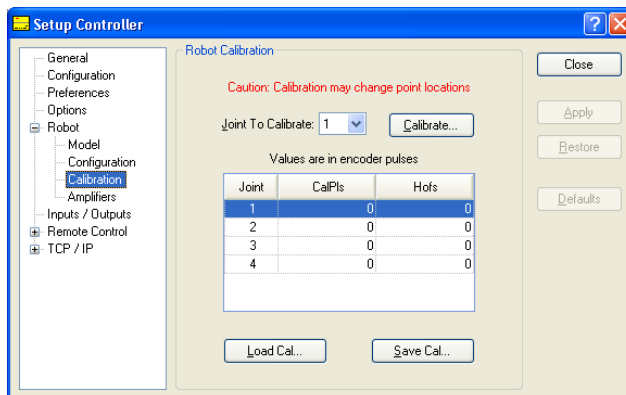 Setup Controller
General
Configuration
Preferences
Options
Robot
Model
Configuration
Calibration
Amplifiers
Inputs / Outputs
Remote Control
TCP / IP
Robot Calibration
Caution: Calibration may change point locations
Joint To Calibrate: 1 Calibrate...
Values are in encoder pulses
Joint CalPls Hofs
1 0 0
2 0 0
3 0 0
4 0 0
Load Cal... Save Cal...
Close
Apply
Restore
Defaults